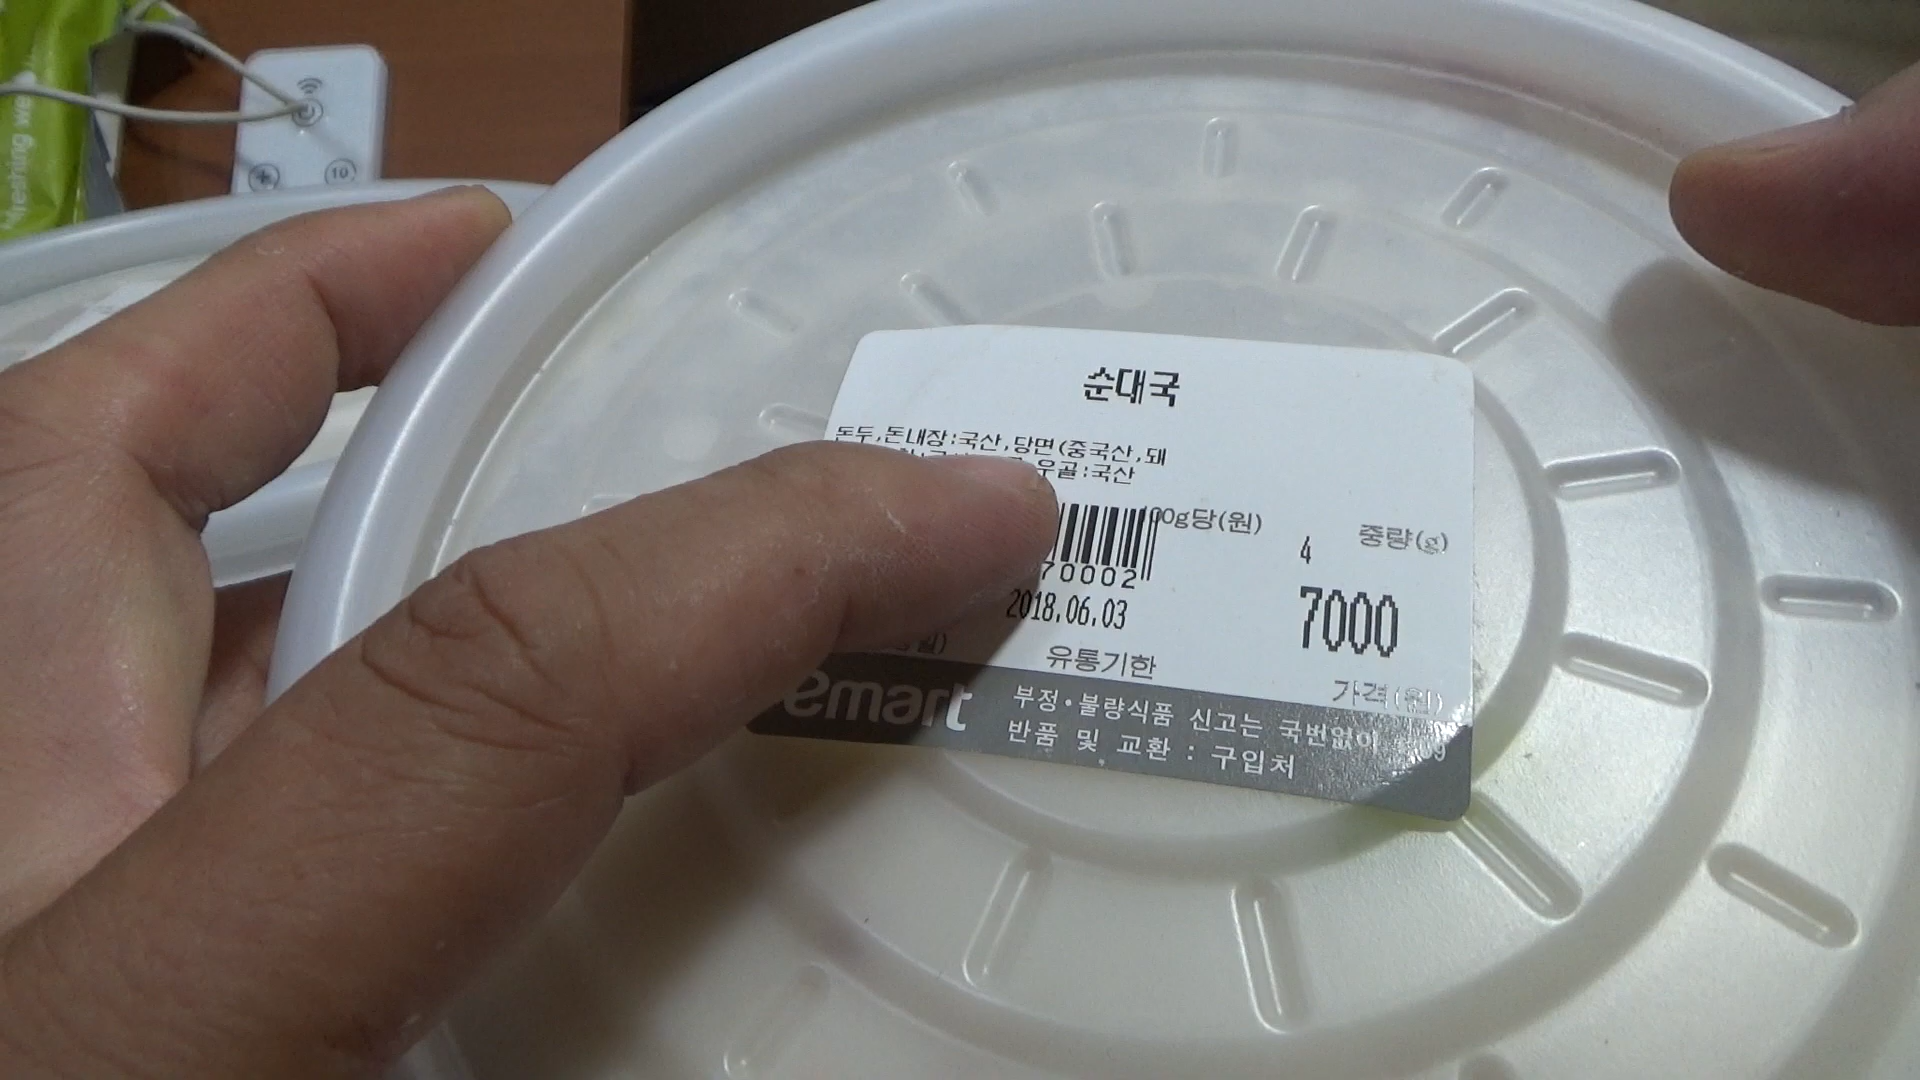 10
순대국
돈두,돈내장:국산,당면(중국산,돼
우골:국산
100g당(원)
4
중량(g)
70002
2018.06.03
7000
유통기한
가격(원)
emart
부정·불량식품 신고는 국번없이
반품 및 교환 : 구입처